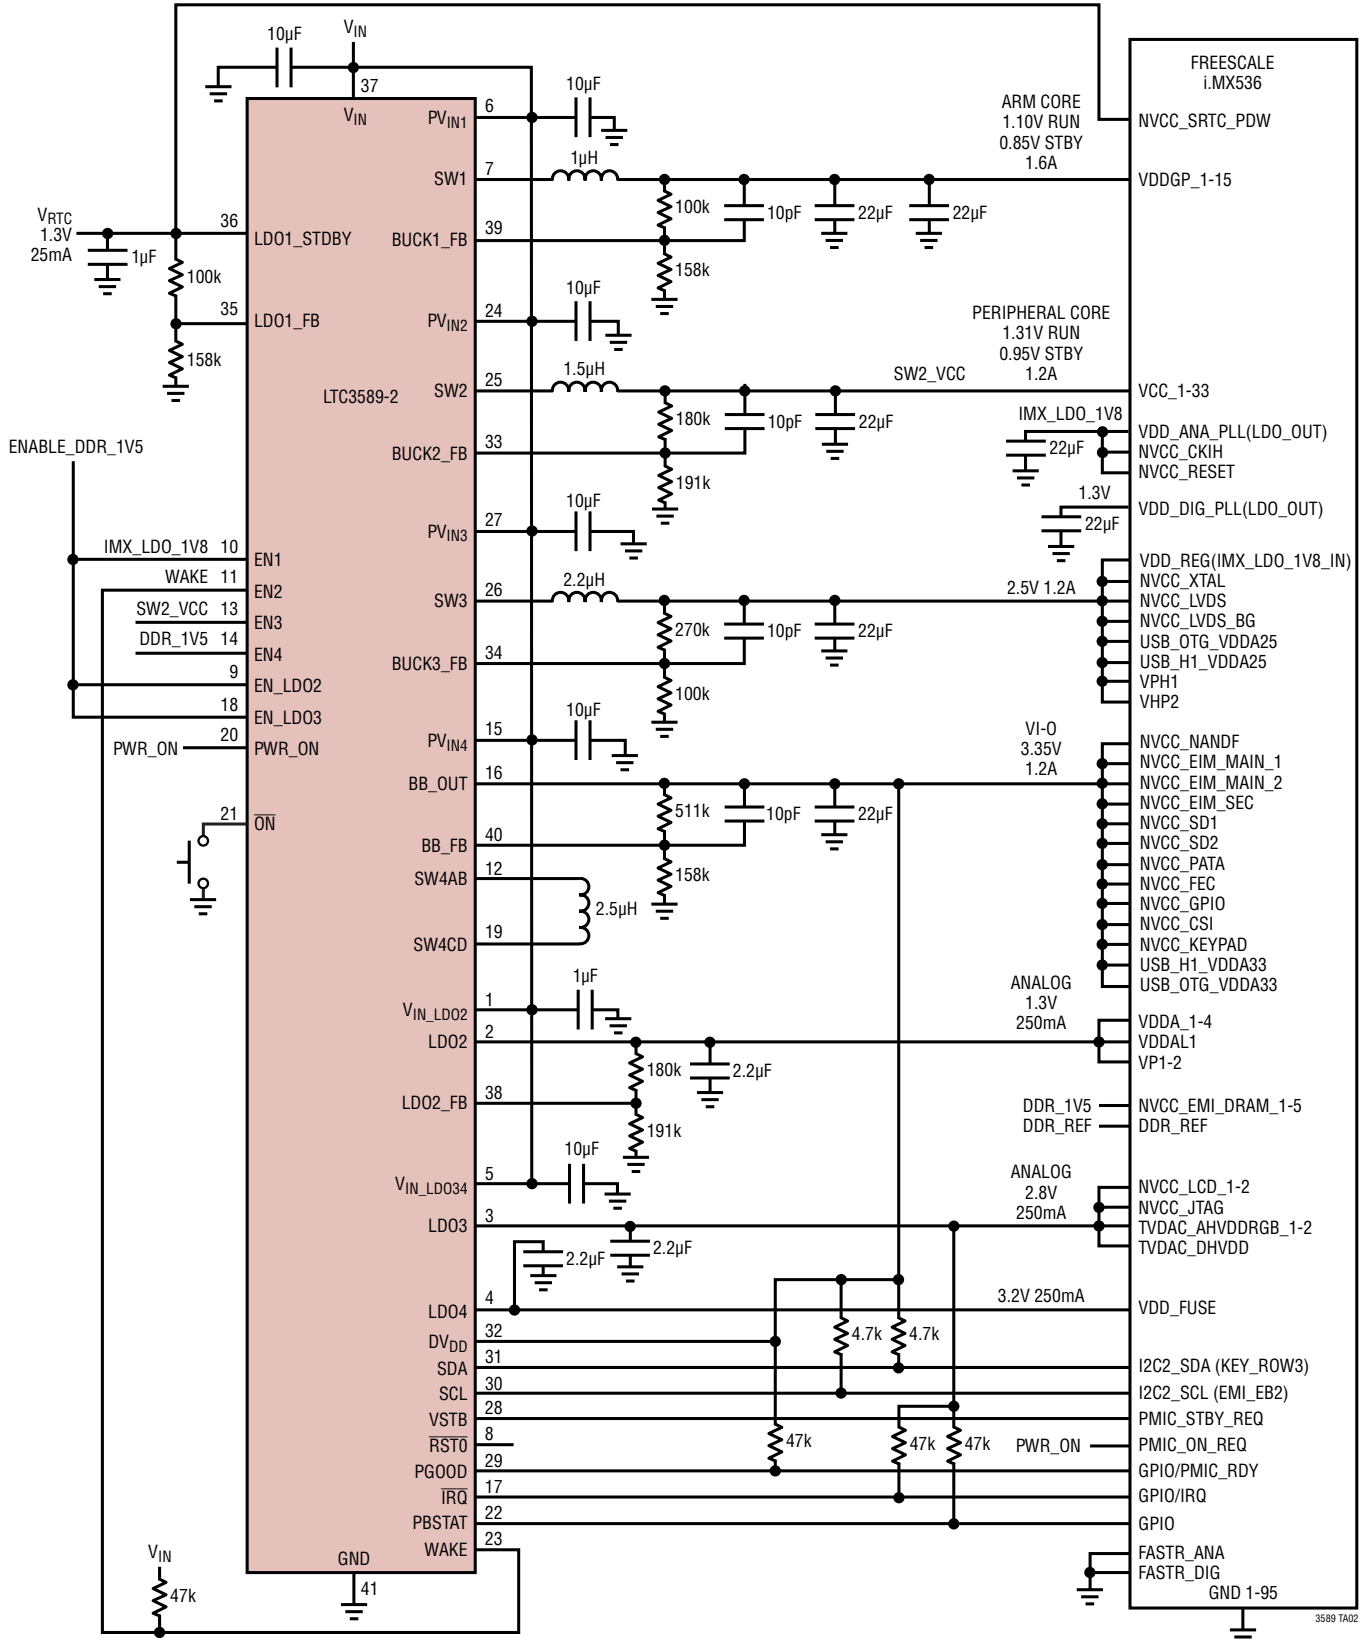 10µF
VIN
37
VIN
FREESCALE
i.MX536
NVCC_SRTC_PDW
PVIN1
6
10µF
ARM CORE
1.10V RUN
0.85V STBY
1.6A
1µH
SW1
7
VDDGP_1-15
100k
10pF
22µF
22µF
VRTC
1.3V
25mA
1µF
36
LDO1_STDBY
BUCK1_FB
39
100k
158k
35
LDO1_FB
158k
10µF
PVIN2
24
PERIPHERAL CORE
1.31V RUN
0.95V STBY
1.2A
1.5µH
LTC3589-2
SW2
25
SW2_VCC
VCC_1-33
180k
10pF
22µF
IMX_LDO_1V8
22µF
VDD_ANA_PLL(LDO_OUT)
NVCC_CKIH
NVCC_RESET
ENABLE_DDR_1V5
BUCK2_FB
33
191k
1.3V
22µF
VDD_DIG_PLL(LDO_OUT)
10µF
PVIN3
27
IMX_LDO_1V8 10
EN1
WAKE 11
EN2
SW2_VCC 13
EN3
DDR_1V5 14
EN4
9
EN_LDO2
18
EN_LDO3
20
PWR_ON
PWR_ON
21
ON
2.2µH
SW3
26
2.5V 1.2A
270k
10pF
22µF
BUCK3_FB
34
100k
VDD_REG(IMX_LDO_1V8_IN)
NVCC_XTAL
NVCC_LVDS
NVCC_LVDS_BG
USB_OTG_VDDA25
USB_H1_VDDA25
VPH1
VHP2
10µF
PVIN4
15
VI-O
3.35V
1.2A
BB_OUT
16
511k
10pF
22µF
BB_FB
40
158k
SW4AB
12
2.5µH
SW4CD
19
NVCC_NANDF
NVCC_EIM_MAIN_1
NVCC_EIM_MAIN_2
NVCC_EIM_SEC
NVCC_SD1
NVCC_SD2
NVCC_PATA
NVCC_FEC
NVCC_GPIO
NVCC_CSI
NVCC_KEYPAD
USB_H1_VDDA33
USB_OTG_VDDA33
1µF
VIN_LDO2
1
ANALOG
1.3V
250mA
LDO2
2
180k
2.2µF
VDDA_1-4
VDDAL1
VP1-2
LDO2_FB
38
191k
DDR_1V5
NVCC_EMI_DRAM_1-5
DDR_REF
DDR_REF
10µF
VIN_LDO34
5
ANALOG
2.8V
250mA
LDO3
3
2.2µF
2.2µF
NVCC_LCD_1-2
NVCC_JTAG
TVDAC_AHVDDRGB_1-2
TVDAC_DHVDD
LDO4
4
3.2V 250mA
VDD_FUSE
DVDD
32
4.7k
4.7k
SDA
31
I2C2_SDA (KEY_ROW3)
SCL
30
I2C2_SCL (EMI_EB2)
VSTB
28
PMIC_STBY_REQ
RSTO
8
47k
47k
47k
PWR_ON
PMIC_ON_REQ
PGOOD
29
GPIO/PMIC_RDY
IRQ
17
GPIO/IRQ
PBSTAT
22
GPIO
WAKE
23
GND
41
VIN
47k
FASTR_ANA
FASTR_DIG
GND 1-95
3589 TA02